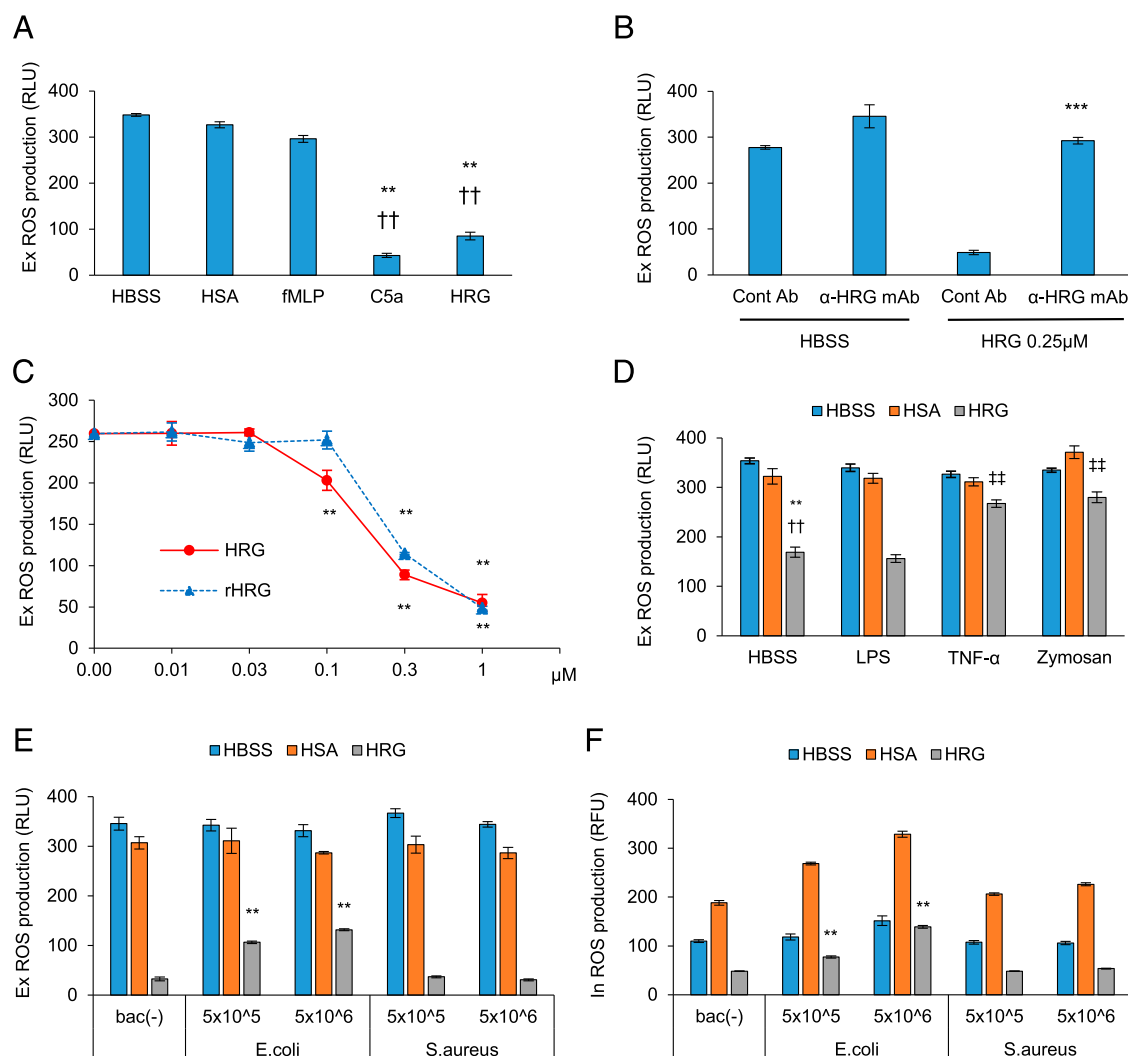 A
Ex ROS production (RLU)
400
300
200
100
0
**
††
**
††
HBSS HSA fMLP C5a HRG
B
Ex ROS production (RLU)
400
300
200
100
0
***
Cont Ab α-HRG mAb Cont Ab α-HRG mAb
HBSS HRG 0.25μM
C
Ex ROS production (RLU)
300
250
200
150
100
50
0
HRG
rHRG
**
**
**
**
**
0.00 0.01 0.03 0.1 0.3 1 μM
D
HBSS HSA HRG
Ex ROS production (RLU)
400
300
200
100
0
**
††
‡‡
‡‡
HBSS LPS TNF-α Zymosan
E
HBSS HSA HRG
Ex ROS production (RLU)
400
300
200
100
0
**
**
bac(-) 5x10^5 5x10^6 5x10^5 5x10^6
E.coli S.aureus
F
HBSS HSA HRG
In ROS production (RFU)
400
300
200
100
0
**
**
bac(-) 5x10^5 5x10^6 5x10^5 5x10^6
E.coli S.aureus